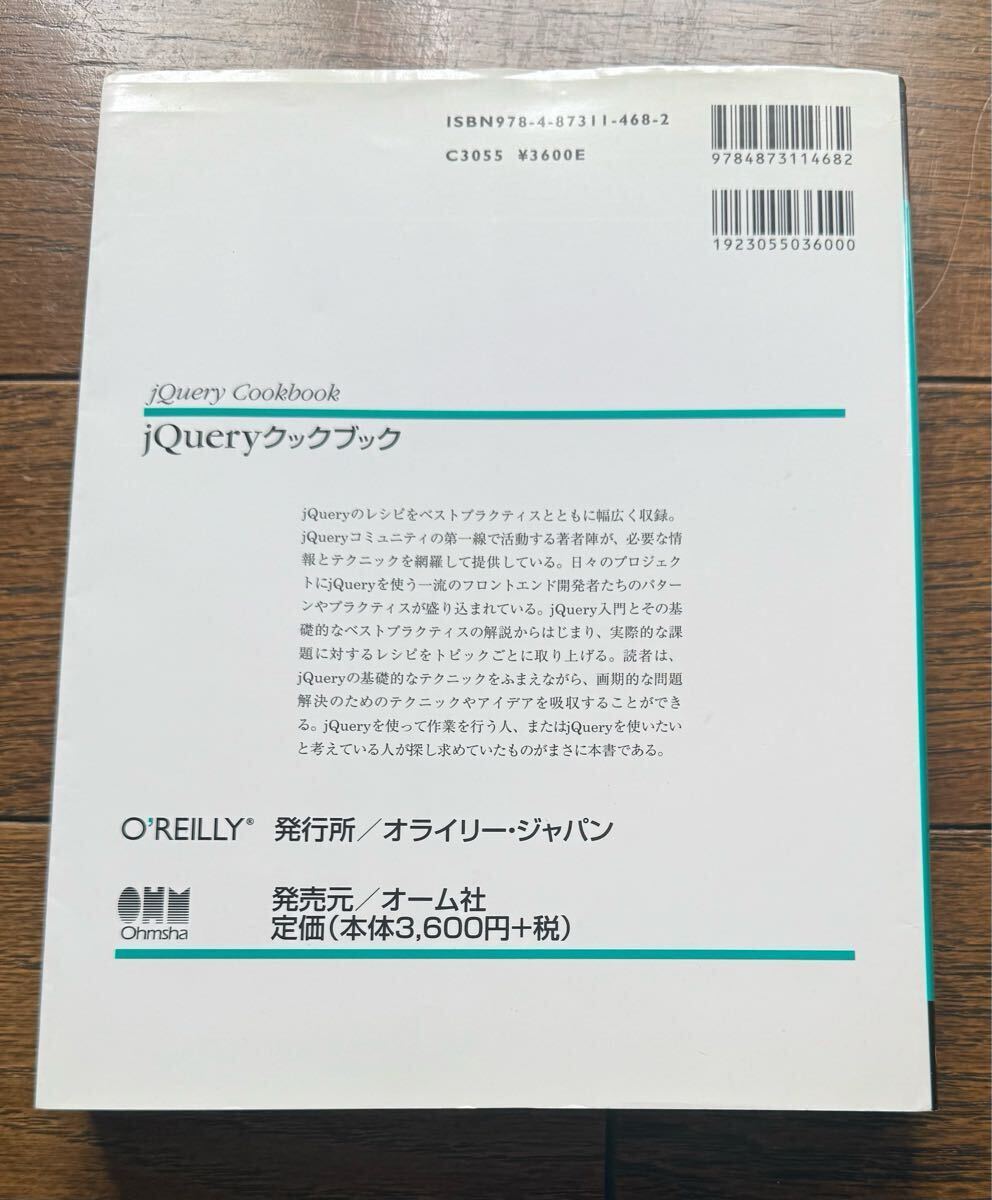 ISBN978-4-87311-468-2
C3055 ¥3600E
9784873114682
1923055036000
jQuery Cookbook
jQueryクックブック
jQueryのレシピをベストプラクティスとともに幅広く収録。
jQueryコミュニティの第一線で活動する著者陣が、必要な情
報とテクニックを網羅して提供している。日々のプロジェク
トにjQueryを使う一流のフロントエンド開発者たちのパター
ンやプラクティスが盛り込まれている。jQuery入門とその基
礎的なベストプラクティスの解説からはじまり、実際的な課
題に対するレシピをトピックごとに取り上げる。読者は、
jQueryの基礎的なテクニックをふまえながら、画期的な問題
解決のためのテクニックやアイデアを吸収することができ
る。jQueryを使って作業を行う人、またはjQueryを使いたい
と考えている人が探し求めていたものがまさに本書である。
O'REILLY® 発行所/オライリー・ジャパン
OHM
Ohmsha
発売元/オーム社
定価(本体3,600円+税)